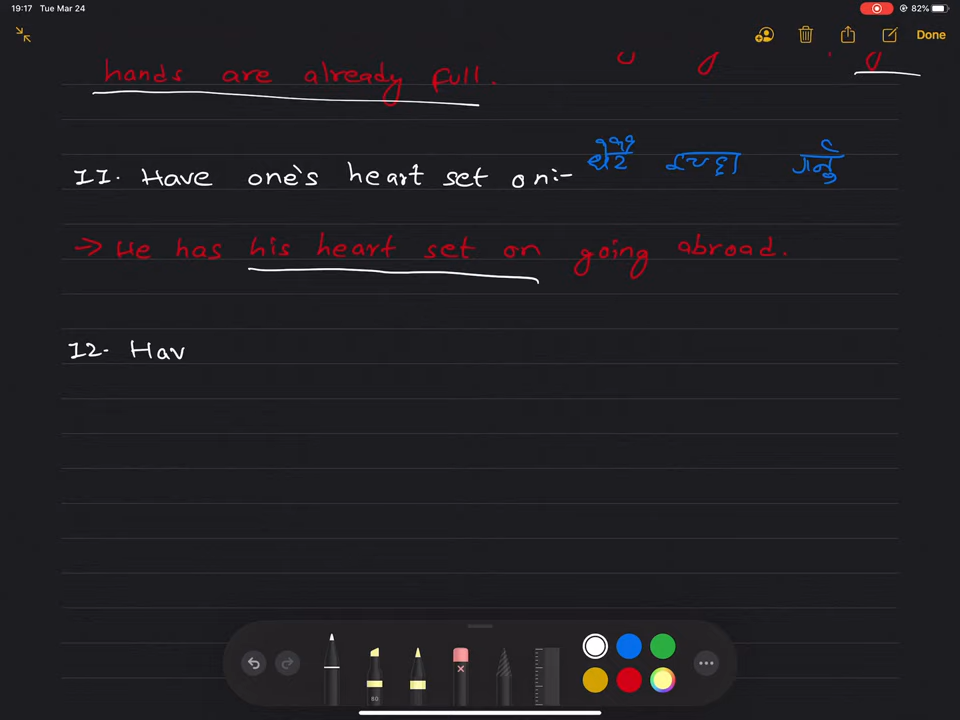 19:17 Tue Mar 24
82%
Done
hands are already full.
11. Have one's heart set on:-
→ He has his heart set on going abroad.
12. Hav